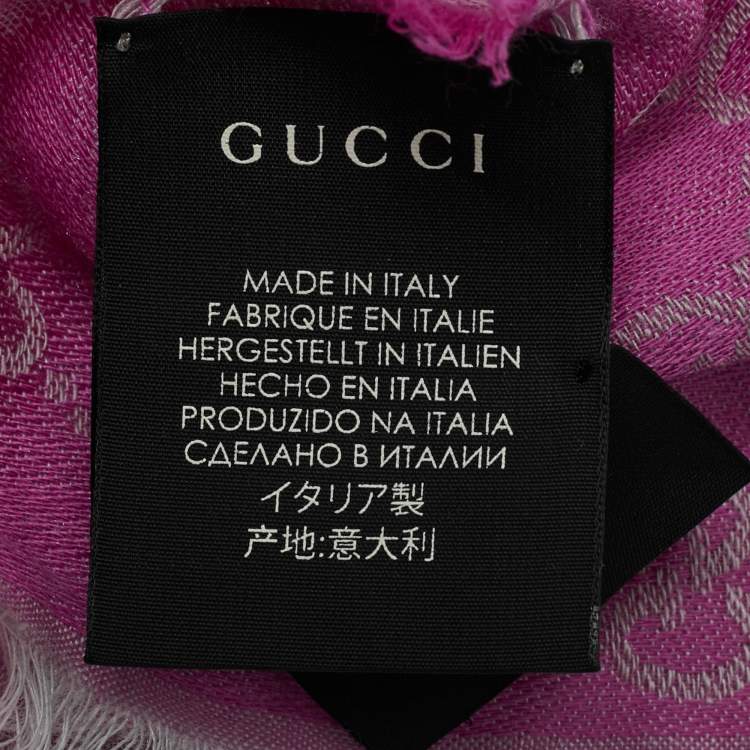 GUCCI
MADE IN ITALY
FABRIQUE EN ITALIE
HERGESTELLT IN ITALIEN
HECHO EN ITALIA
PRODUZIDO NA ITALIA
СДЕЛАНО В ИТАЛИИ
イタリア製
产地:意大利